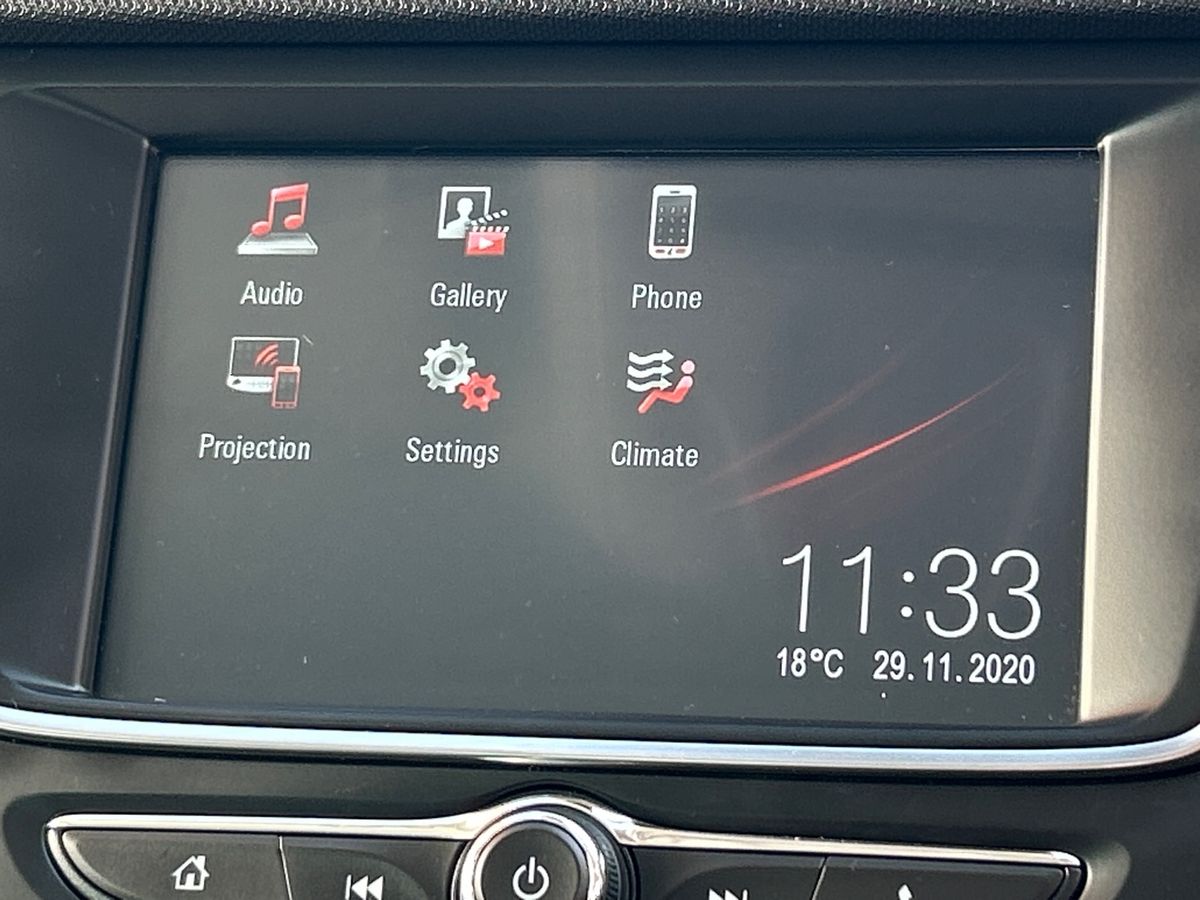 Audio Gallery Phone
Projection Settings Climate
11:33
18°C 29.11.2020